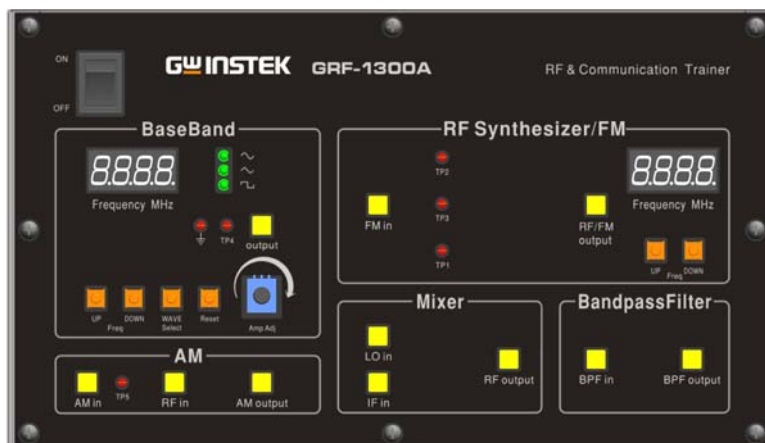 ON
OFF
GW INSTEK GRF-1300A
RF & Communication Trainer
BaseBand
8.8.8.8.
Frequency MHz
TP4
output
UP
DOWN
Freq
WAVE Select
Reset
Amp.Adj
RF Synthesizer/FM
FM in
TP2
TP3
TP1
RF/FM
output
8.8.8.8.
Frequency MHz
UP
DOWN
Freq
AM
AM in
TP5
RF in
AM output
Mixer
LO in
IF in
RF output
BandpassFilter
BPF in
BPF output